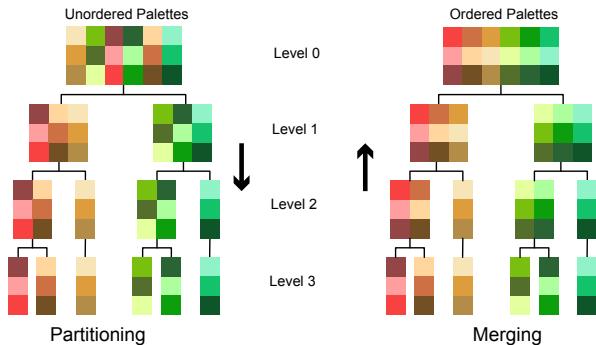 Unordered Palettes
Ordered Palettes
Level 0
Level 1
Level 2
Level 3
Partitioning
Merging